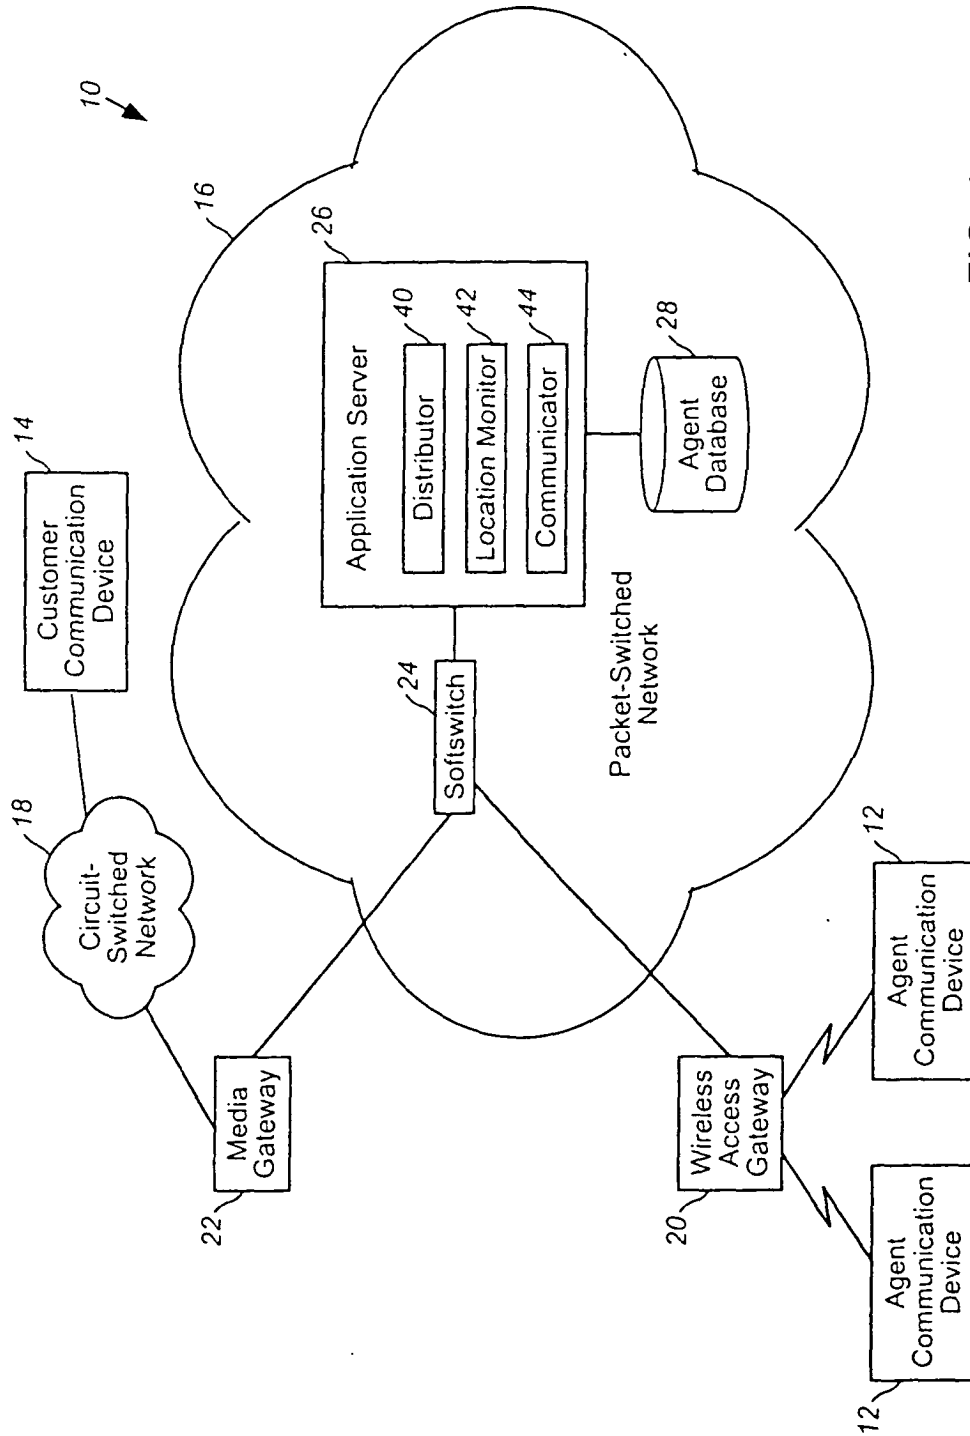 10
16
14
Customer
Communication
Device
18
Circuit-
Switched
Network
26
Application Server
Distributor
40
Location Monitor
42
Communicator
44
24
Softswitch
28
Agent
Database
Packet-Switched
Network
Media
Gateway
22
Wireless
Access
Gateway
20
Agent
Communication
Device
12
Agent
Communication
Device
12